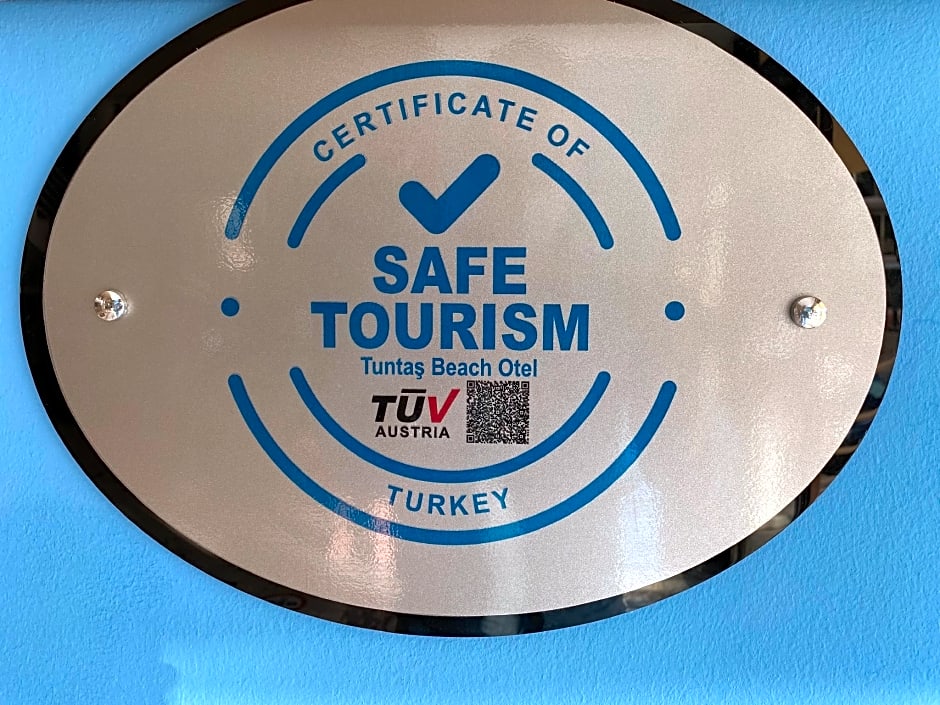 CERTIFICATE OF
SAFE
TOURISM
Tuntaş Beach Otel
TÜV
AUSTRIA
TURKEY